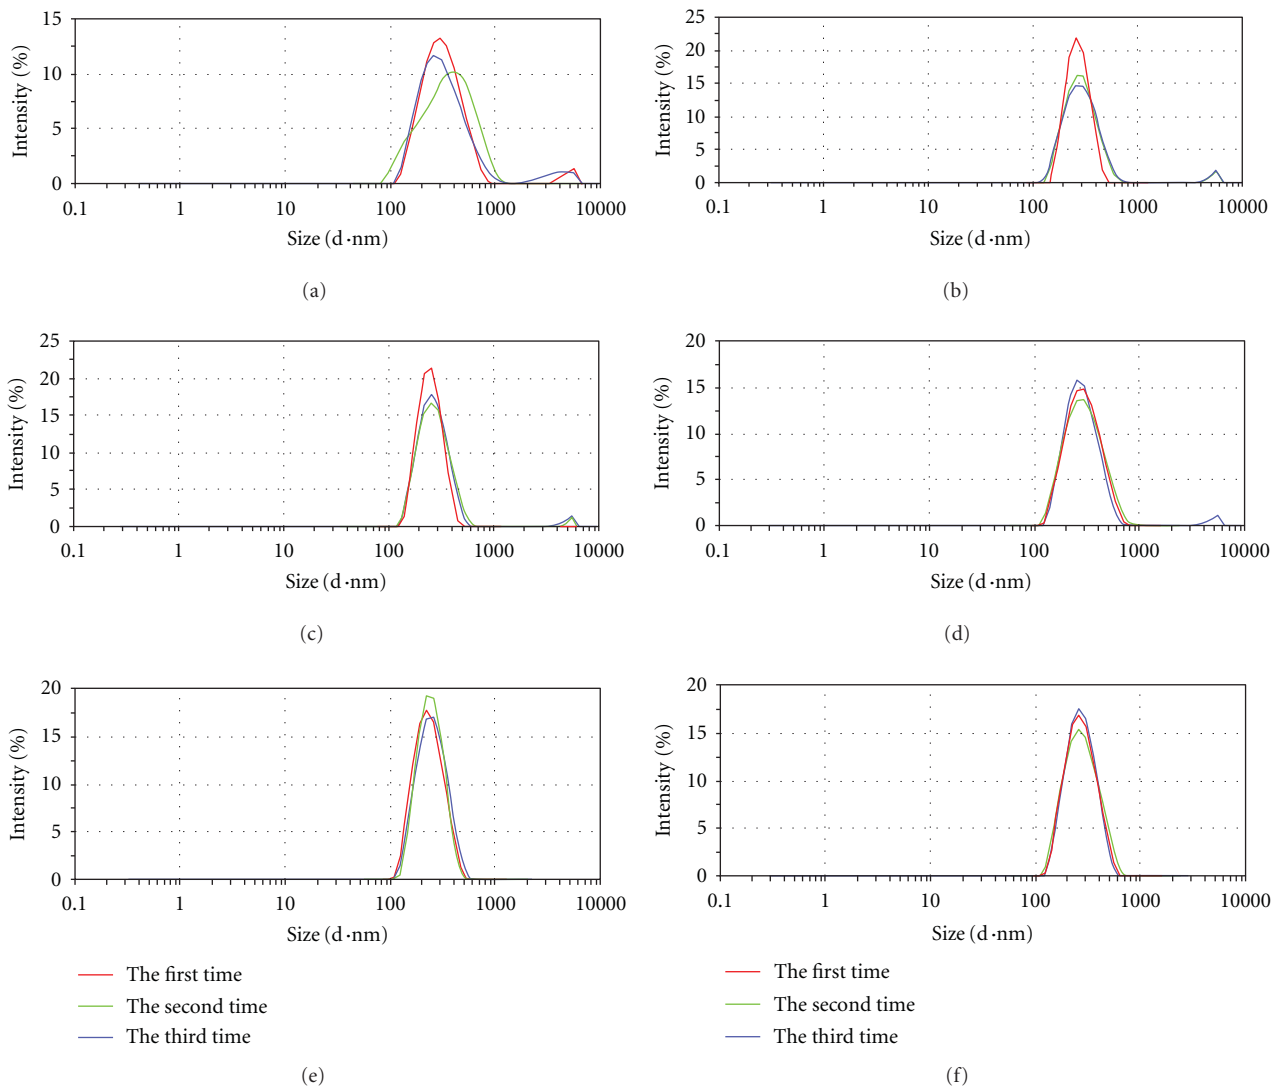 15
10
5
0
Intensity (%)
0.1 1 10 100 1000 10000
Size (d·nm)
(a)
25
20
15
10
5
0
Intensity (%)
0.1 1 10 100 1000 10000
Size (d·nm)
(b)
25
20
15
10
5
0
Intensity (%)
0.1 1 10 100 1000 10000
Size (d·nm)
(c)
20
15
10
5
0
Intensity (%)
0.1 1 10 100 1000 10000
Size (d·nm)
(d)
20
15
10
5
0
Intensity (%)
0.1 1 10 100 1000 10000
Size (d·nm)
The first time
The second time
The third time
(e)
20
15
10
5
0
Intensity (%)
0.1 1 10 100 1000 10000
Size (d·nm)
The first time
The second time
The third time
(f)